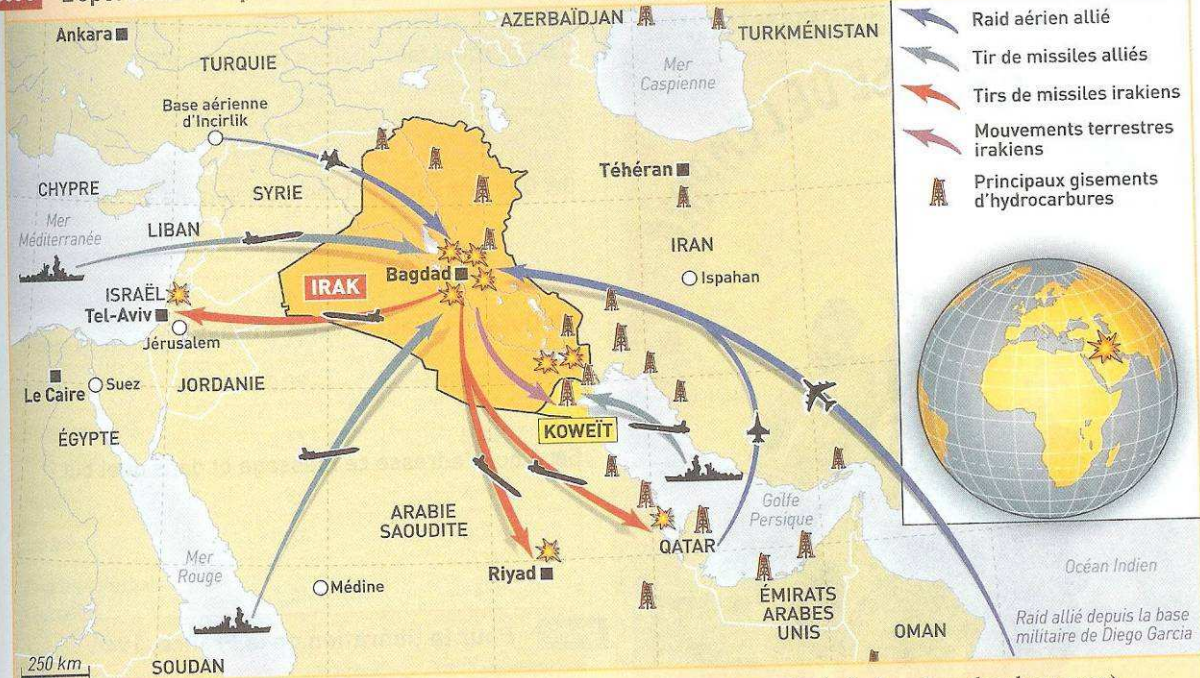 Ankara
TURQUIE
AZERBAÏDJAN
TURKMÉNISTAN
Mer
Caspienne
Base aérienne
d'Incirlik
CHYPRE
SYRIE
Téhéran
Mer
Méditerranée
LIBAN
IRAN
Bagdad
Ispahan
IRAK
ISRAËL
Tel-Aviv
Jérusalem
Le Caire
Suez
JORDANIE
ÉGYPTE
KOWEÏT
ARABIE
SAOUDITE
Golfe
Persique
QATAR
Mer
Rouge
Riyad
Médine
ÉMIRATS
ARABES
UNIS
OMAN
Océan Indien
Raid allié depuis la base
militaire de Diego Garcia
SOUDAN
250 km
Raid aérien allié
Tir de missiles alliés
Tirs de missiles irakiens
Mouvements terrestres
irakiens
Principaux gisements
d'hydrocarbures